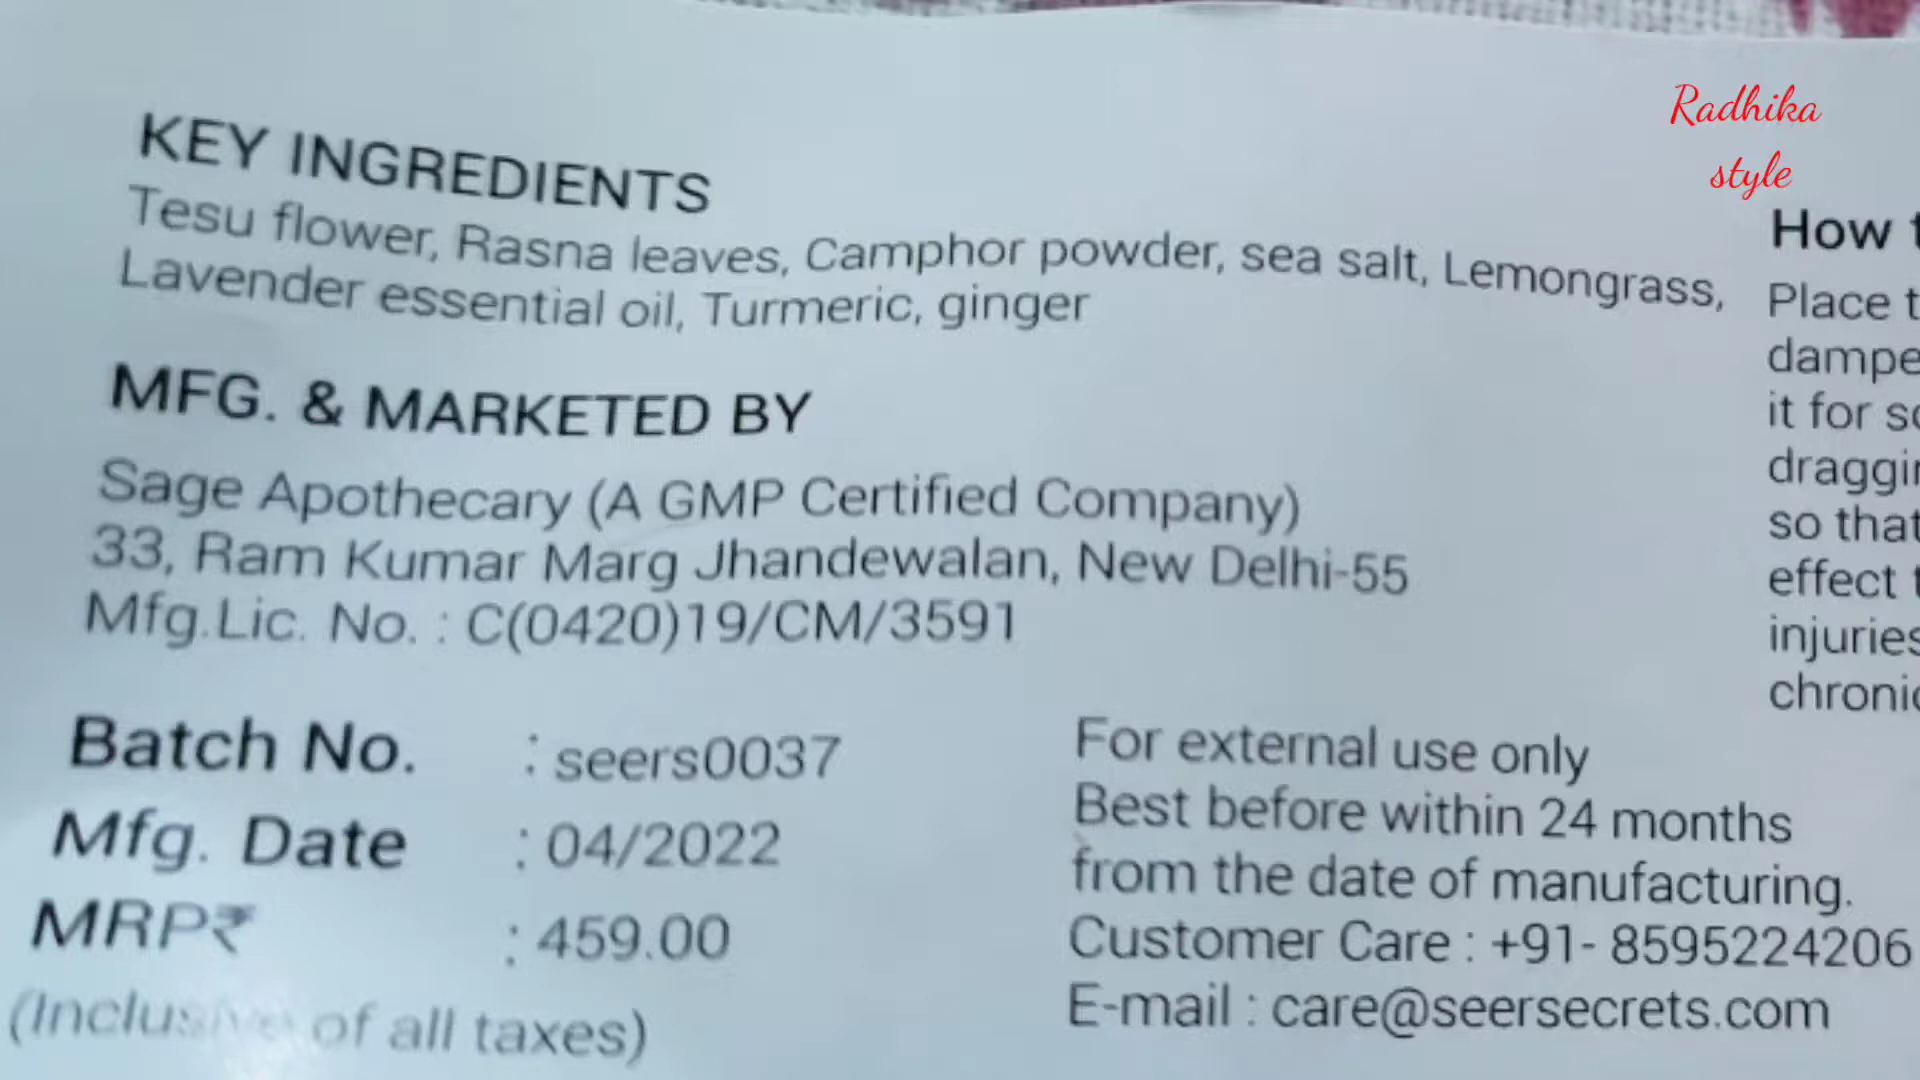 Radhika
style
KEY INGREDIENTS
Tesu flower, Rasna leaves, Camphor powder, sea salt, Lemongrass,
Lavender essential oil, Turmeric, ginger
MFG. & MARKETED BY
Sage Apothecary (A GMP Certified Company)
33, Ram Kumar Marg Jhandewalan, New Delhi-55
Mfg.Lic. No. : C(0420)19/CM/3591
Batch No. : seers0037
Mfg. Date : 04/2022
MRP₹ : 459.00
(Inclusive of all taxes)
For external use only
Best before within 24 months
from the date of manufacturing.
Customer Care : +91- 8595224206
E-mail : care@seersecrets.com
How
Place
it for
so that
effect
injuries